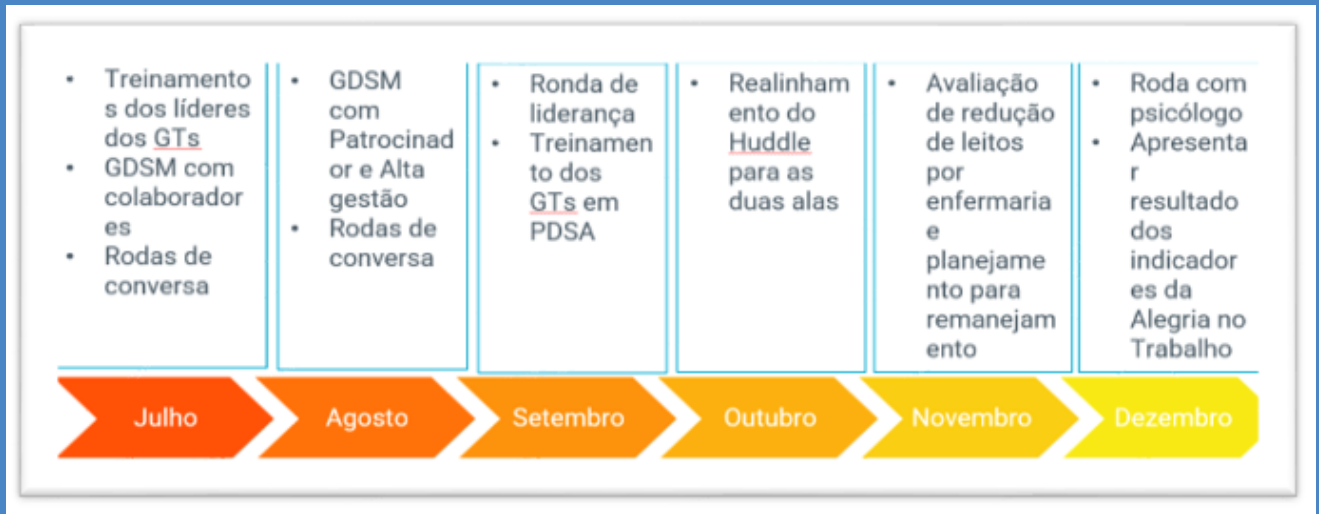 • Treinamento
s dos líderes
dos GTs
• GDSM com
colaborador
es
• Rodas de
conversa
• GDSM
com
Patrocinad
or e Alta
gestão
• Rodas de
conversa
• Ronda de
liderança
• Treinamen
to dos
GTs em
PDSA
• Realinham
ento do
Huddle
para as
duas alas
• Avaliação
de redução
de leitos
por
enfermaria
e
planejame
nto para
remanejam
ento
• Roda com
psicólogo
• Apresenta
r
resultado
dos
indicador
es da
Alegria no
Trabalho
Julho
Agosto
Setembro
Outubro
Novembro
Dezembro